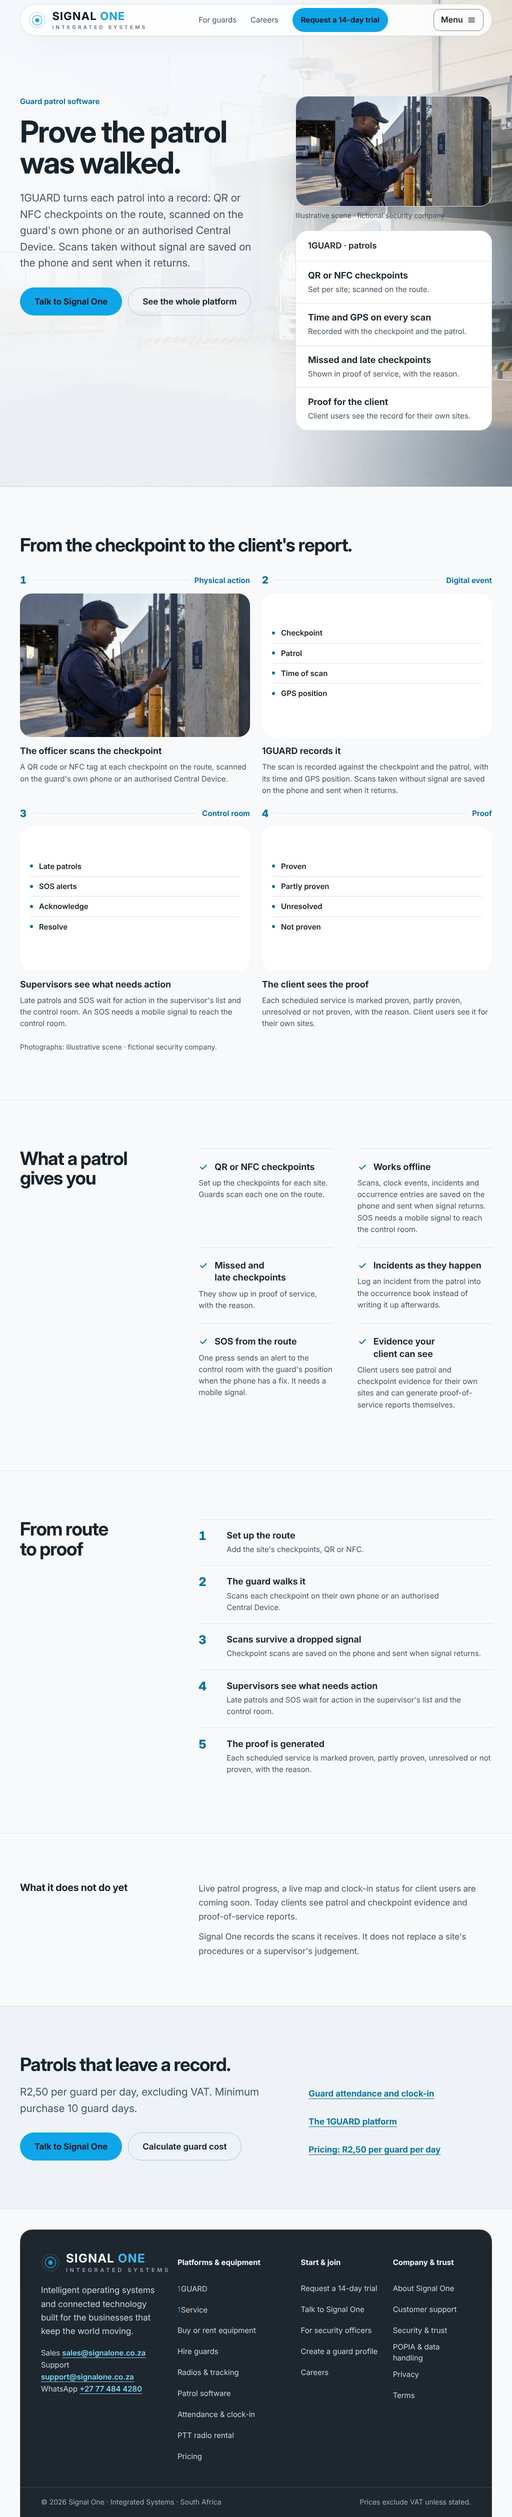 SIGNAL ONE
INTEGRATED SYSTEMS
For guards
Careers
Request a 14-day trial
Menu
Guard patrol software
Prove the patrol
was walked.
1GUARD turns each patrol into a record: QR or
NFC checkpoints on the route, scanned on the
guard's own phone or an authorised Central
Device. Scans taken without signal are saved on
the phone and sent when it returns.
Talk to Signal One
See the whole platform
Illustrative scene · fictional security company
1GUARD · patrols
QR or NFC checkpoints
Set per site; scanned on the route.
Time and GPS on every scan
Recorded with the checkpoint and the patrol.
Missed and late checkpoints
Shown in proof of service, with the reason.
Proof for the client
Client users see the record for their own sites.
From the checkpoint to the client's report.
1
Physical action
The officer scans the checkpoint
A QR code or NFC tag at each checkpoint on the route, scanned
on the guard's own phone or an authorised Central Device.
2
Digital event
Checkpoint
Patrol
Time of scan
GPS position
1GUARD records it
The scan is recorded against the checkpoint and the patrol, with
its time and GPS position. Scans taken without signal are saved
on the phone and sent when it returns.
3
Control room
Late patrols
SOS alerts
Acknowledge
Resolve
Supervisors see what needs action
Late patrols and SOS wait for action in the supervisor's list and
the control room. An SOS needs a mobile signal to reach the
control room.
4
Proof
Proven
Partly proven
Unresolved
Not proven
The client sees the proof
Each scheduled service is marked proven, partly proven,
unresolved or not proven, with the reason. Client users see it for
their own sites.
Photographs: illustrative scene · fictional security company.
What a patrol
gives you
QR or NFC checkpoints
Set up the checkpoints for each site.
Guards scan each one on the route.
Works offline
Scans, clock events, incidents and
occurrence entries are saved on the
phone and sent when signal returns.
SOS needs a mobile signal to reach
the control room.
Missed and
late checkpoints
They show up in proof of service,
with the reason.
Incidents as they happen
Log an incident from the patrol into
the occurrence book instead of
writing it up afterwards.
SOS from the route
One press sends an alert to the
control room with the guard's position
when the phone has a fix. It needs a
mobile signal.
Evidence your
client can see
Client users see patrol and
checkpoint evidence for their own
sites and can generate proof-of-
service reports themselves.
From route
to proof
1
Set up the route
Add the site's checkpoints, QR or NFC.
2
The guard walks it
Scans each checkpoint on their own phone or an authorised
Central Device.
3
Scans survive a dropped signal
Checkpoint scans are saved on the phone and sent when signal returns.
4
Supervisors see what needs action
Late patrols and SOS wait for action in the supervisor's list and the
control room.
5
The proof is generated
Each scheduled service is marked proven, partly proven, unresolved or not
proven, with the reason.
What it does not do yet
Live patrol progress, a live map and clock-in status for client users are
coming soon. Today clients see patrol and checkpoint evidence and
proof-of-service reports.
Signal One records the scans it receives. It does not replace a site's
procedures or a supervisor's judgement.
Patrols that leave a record.
R2,50 per guard per day, excluding VAT. Minimum
purchase 10 guard days.
Talk to Signal One
Calculate guard cost
Guard attendance and clock-in
The 1GUARD platform
Pricing: R2,50 per guard per day
SIGNAL ONE
INTEGRATED SYSTEMS
Intelligent operating systems
and connected technology
built for the businesses that
keep the world moving.
Sales sales@signalone.co.za
Support
support@signalone.co.za
WhatsApp +27 77 484 4280
Platforms & equipment
1GUARD
1Service
Buy or rent equipment
Hire guards
Radios & tracking
Patrol software
Attendance & clock-in
PTT radio rental
Pricing
Start & join
Request a 14-day trial
Talk to Signal One
For security officers
Create a guard profile
Careers
Company & trust
About Signal One
Customer support
Security & trust
POPIA & data
handling
Privacy
Terms
© 2026 Signal One · Integrated Systems · South Africa
Prices exclude VAT unless stated.